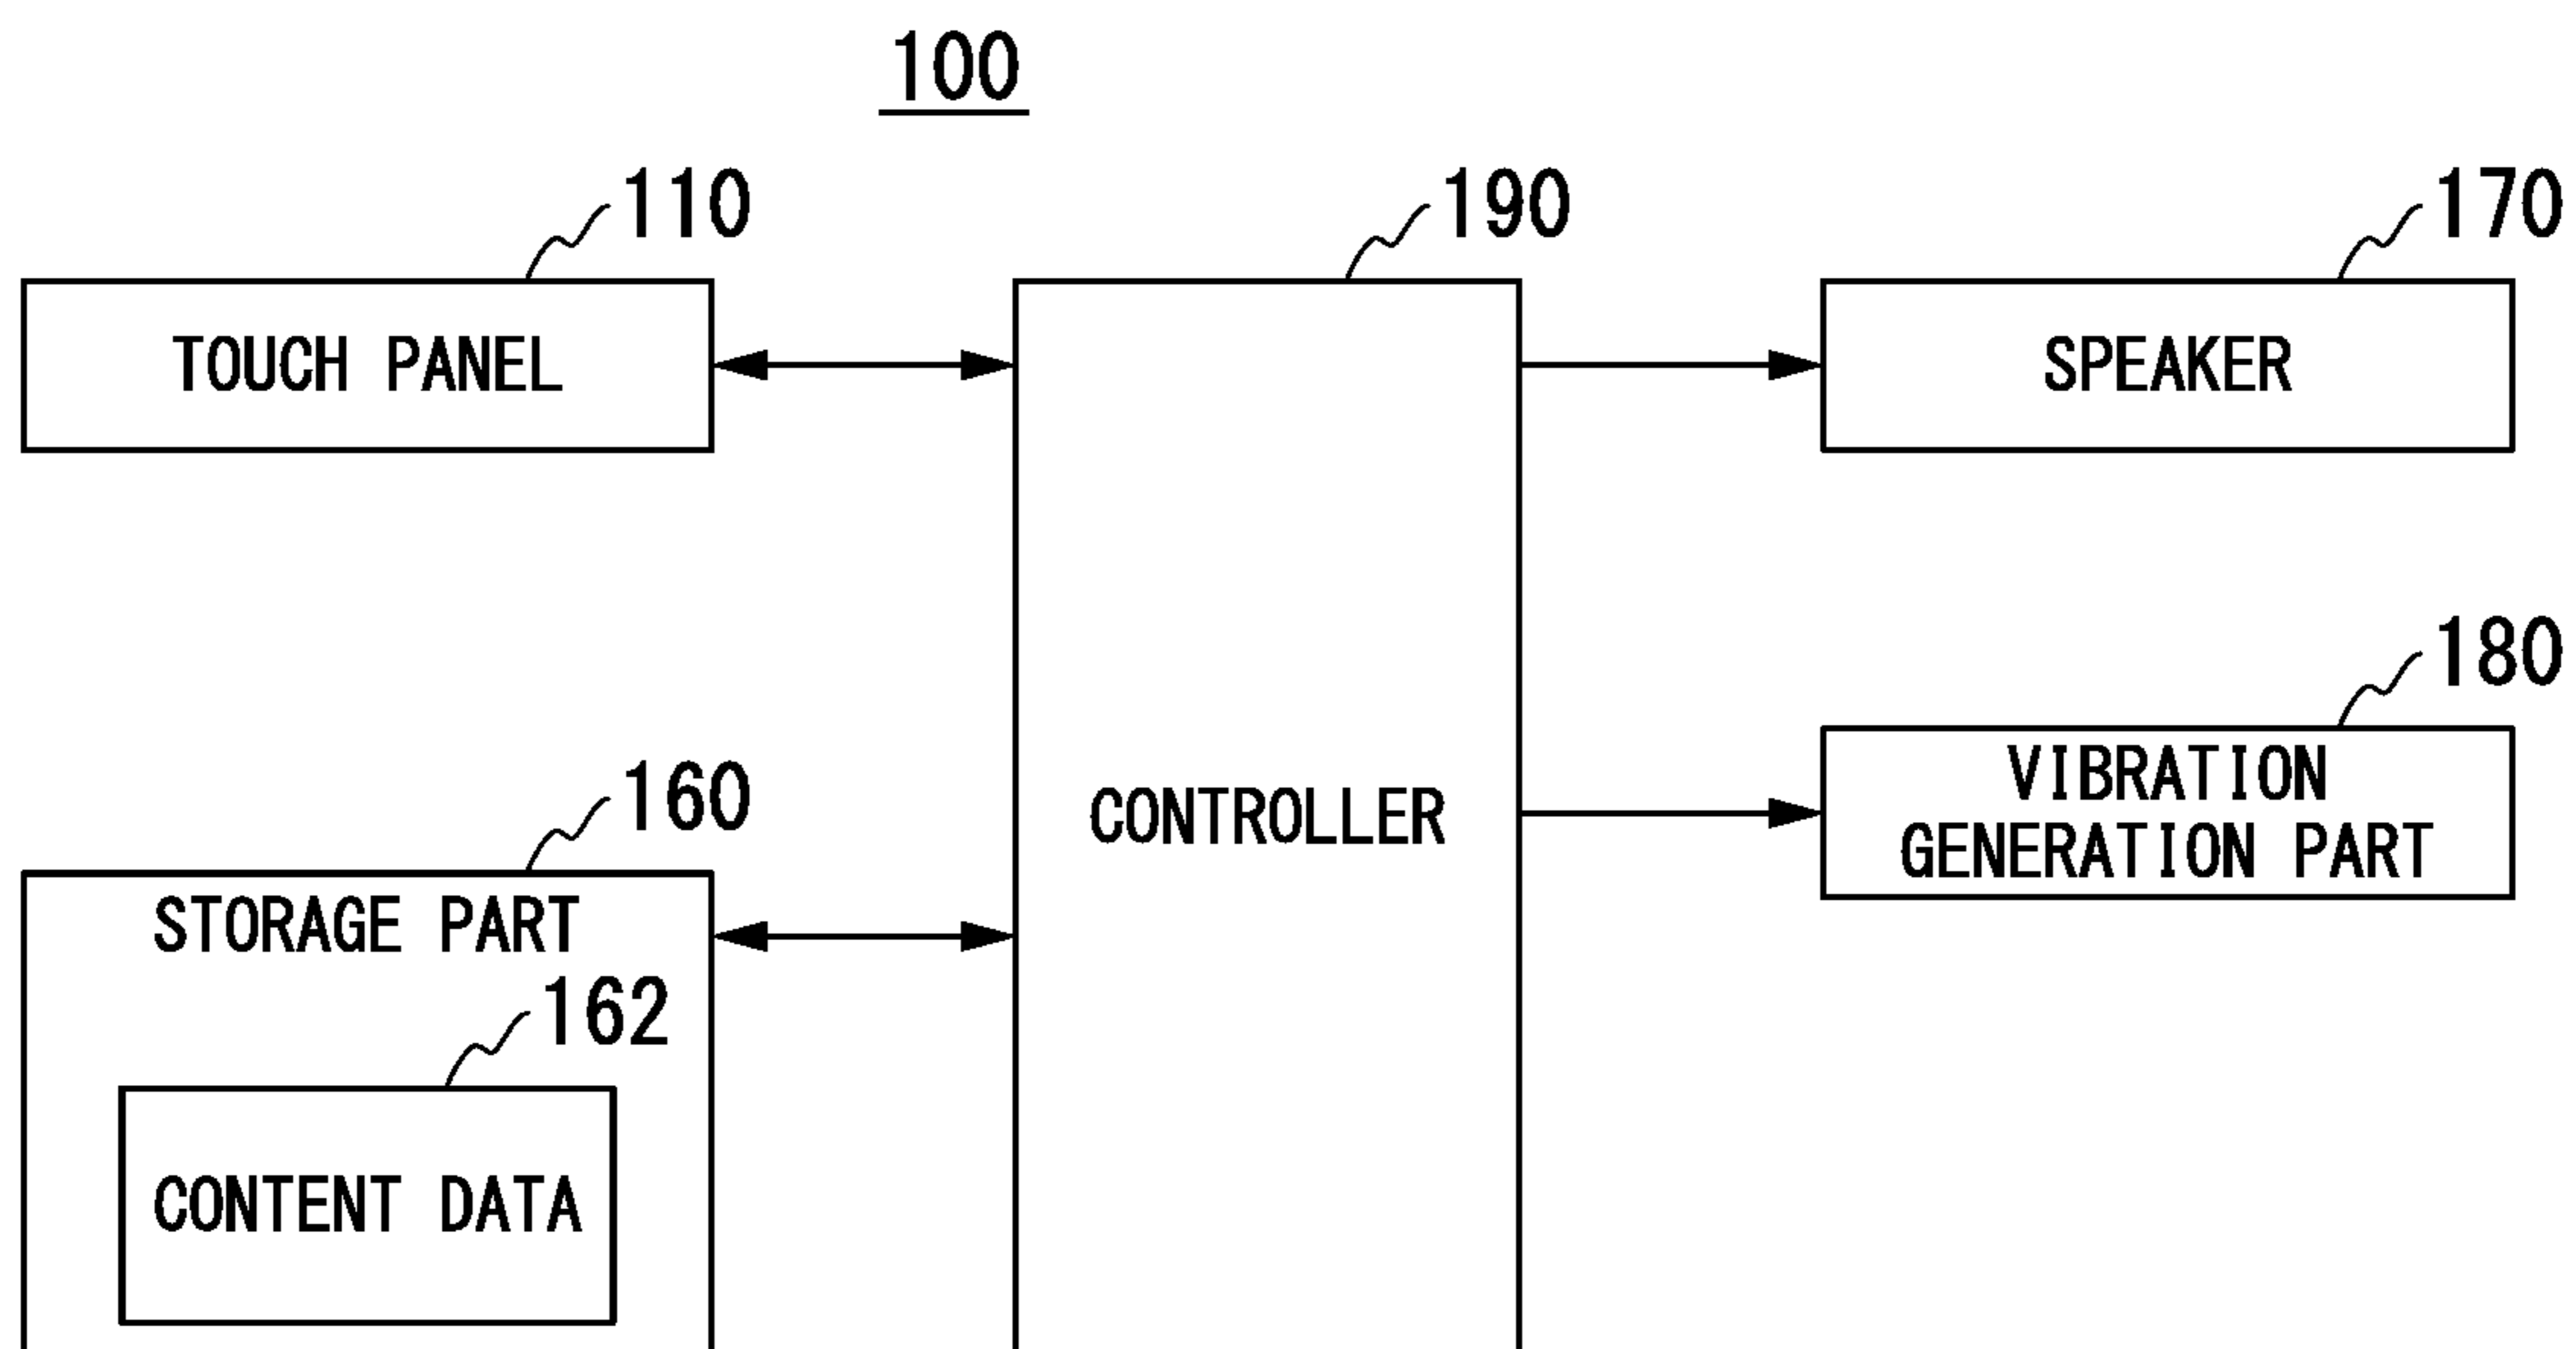 100
110
190
170
TOUCH PANEL
SPEAKER
180
160
VIBRATION
GENERATION PART
CONTROLLER
STORAGE PART
162
CONTENT DATA